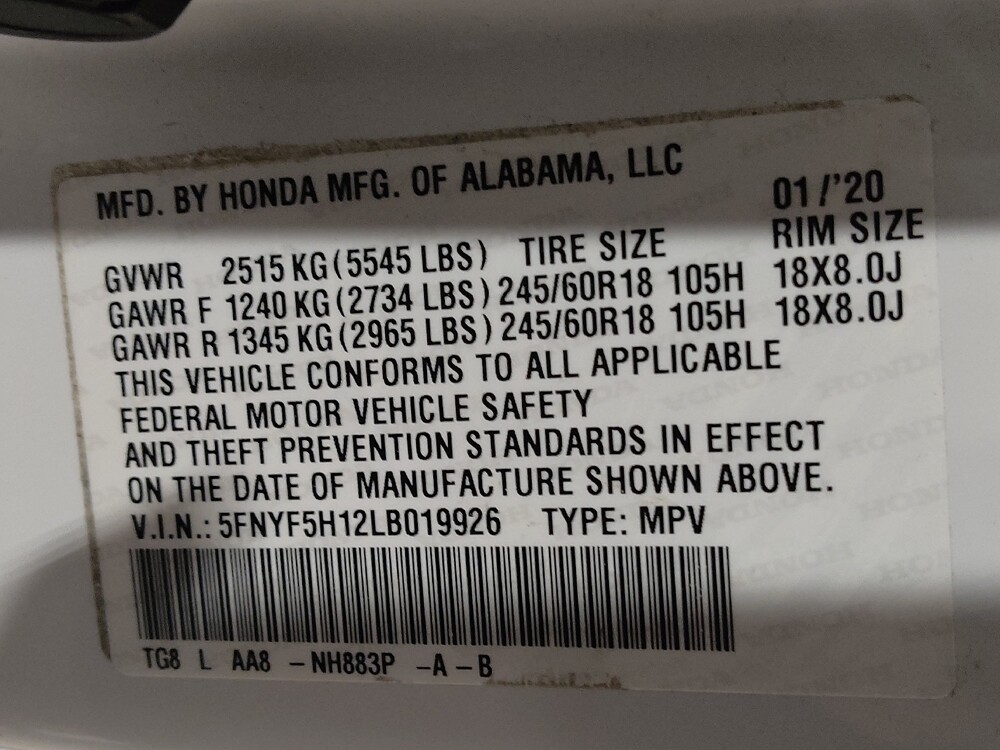 MFD. BY HONDA MFG. OF ALABAMA, LLC
01/'20
GVWR 2515 KG (5545 LBS) TIRE SIZE RIM SIZE
GAWR F 1240 KG (2734 LBS) 245/60R18 105H 18X8.0J
GAWR R 1345 KG (2965 LBS) 245/60R18 105H 18X8.0J
THIS VEHICLE CONFORMS TO ALL APPLICABLE
FEDERAL MOTOR VEHICLE SAFETY
AND THEFT PREVENTION STANDARDS IN EFFECT
ON THE DATE OF MANUFACTURE SHOWN ABOVE.
V.I.N.: 5FNYF5H12LB019926 TYPE: MPV
TG8 L AA8 -NH883P -A -B